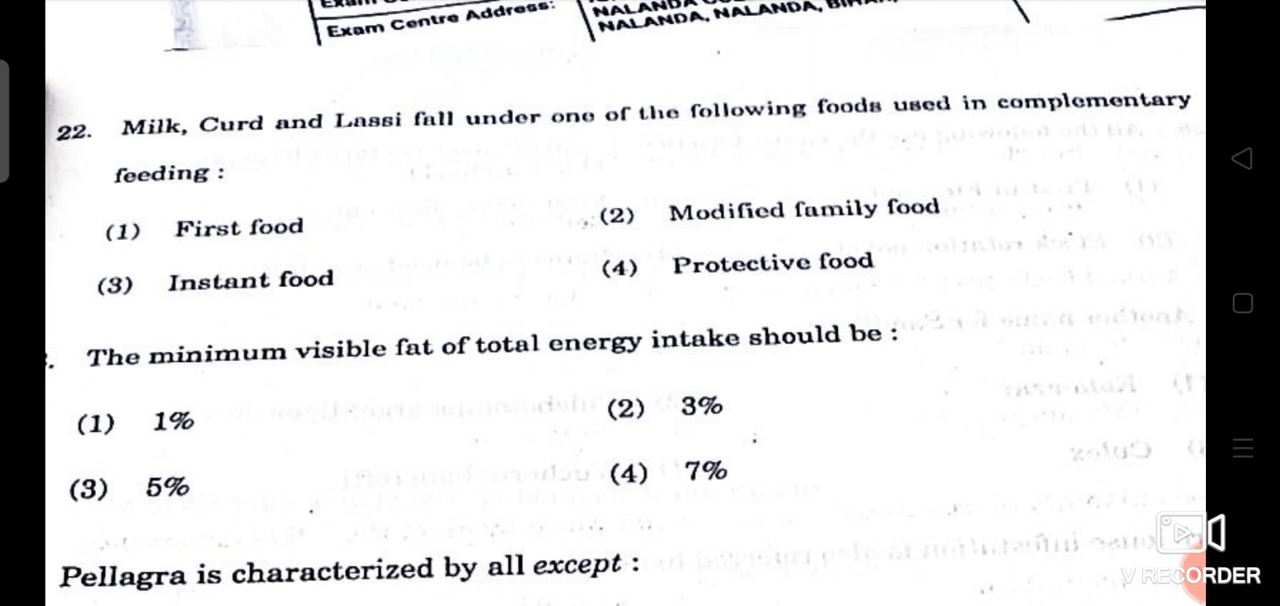 Exam Centre Address:
NALANDA
NALANDA, NALANDA,
22. Milk, Curd and Lassi fall under one of the following foods used in complementary
feeding :
(1) First food (2) Modified family food
(3) Instant food (4) Protective food
. The minimum visible fat of total energy intake should be :
(1) 1% (2) 3%
(3) 5% (4) 7%
Pellagra is characterized by all except :
V RECORDER